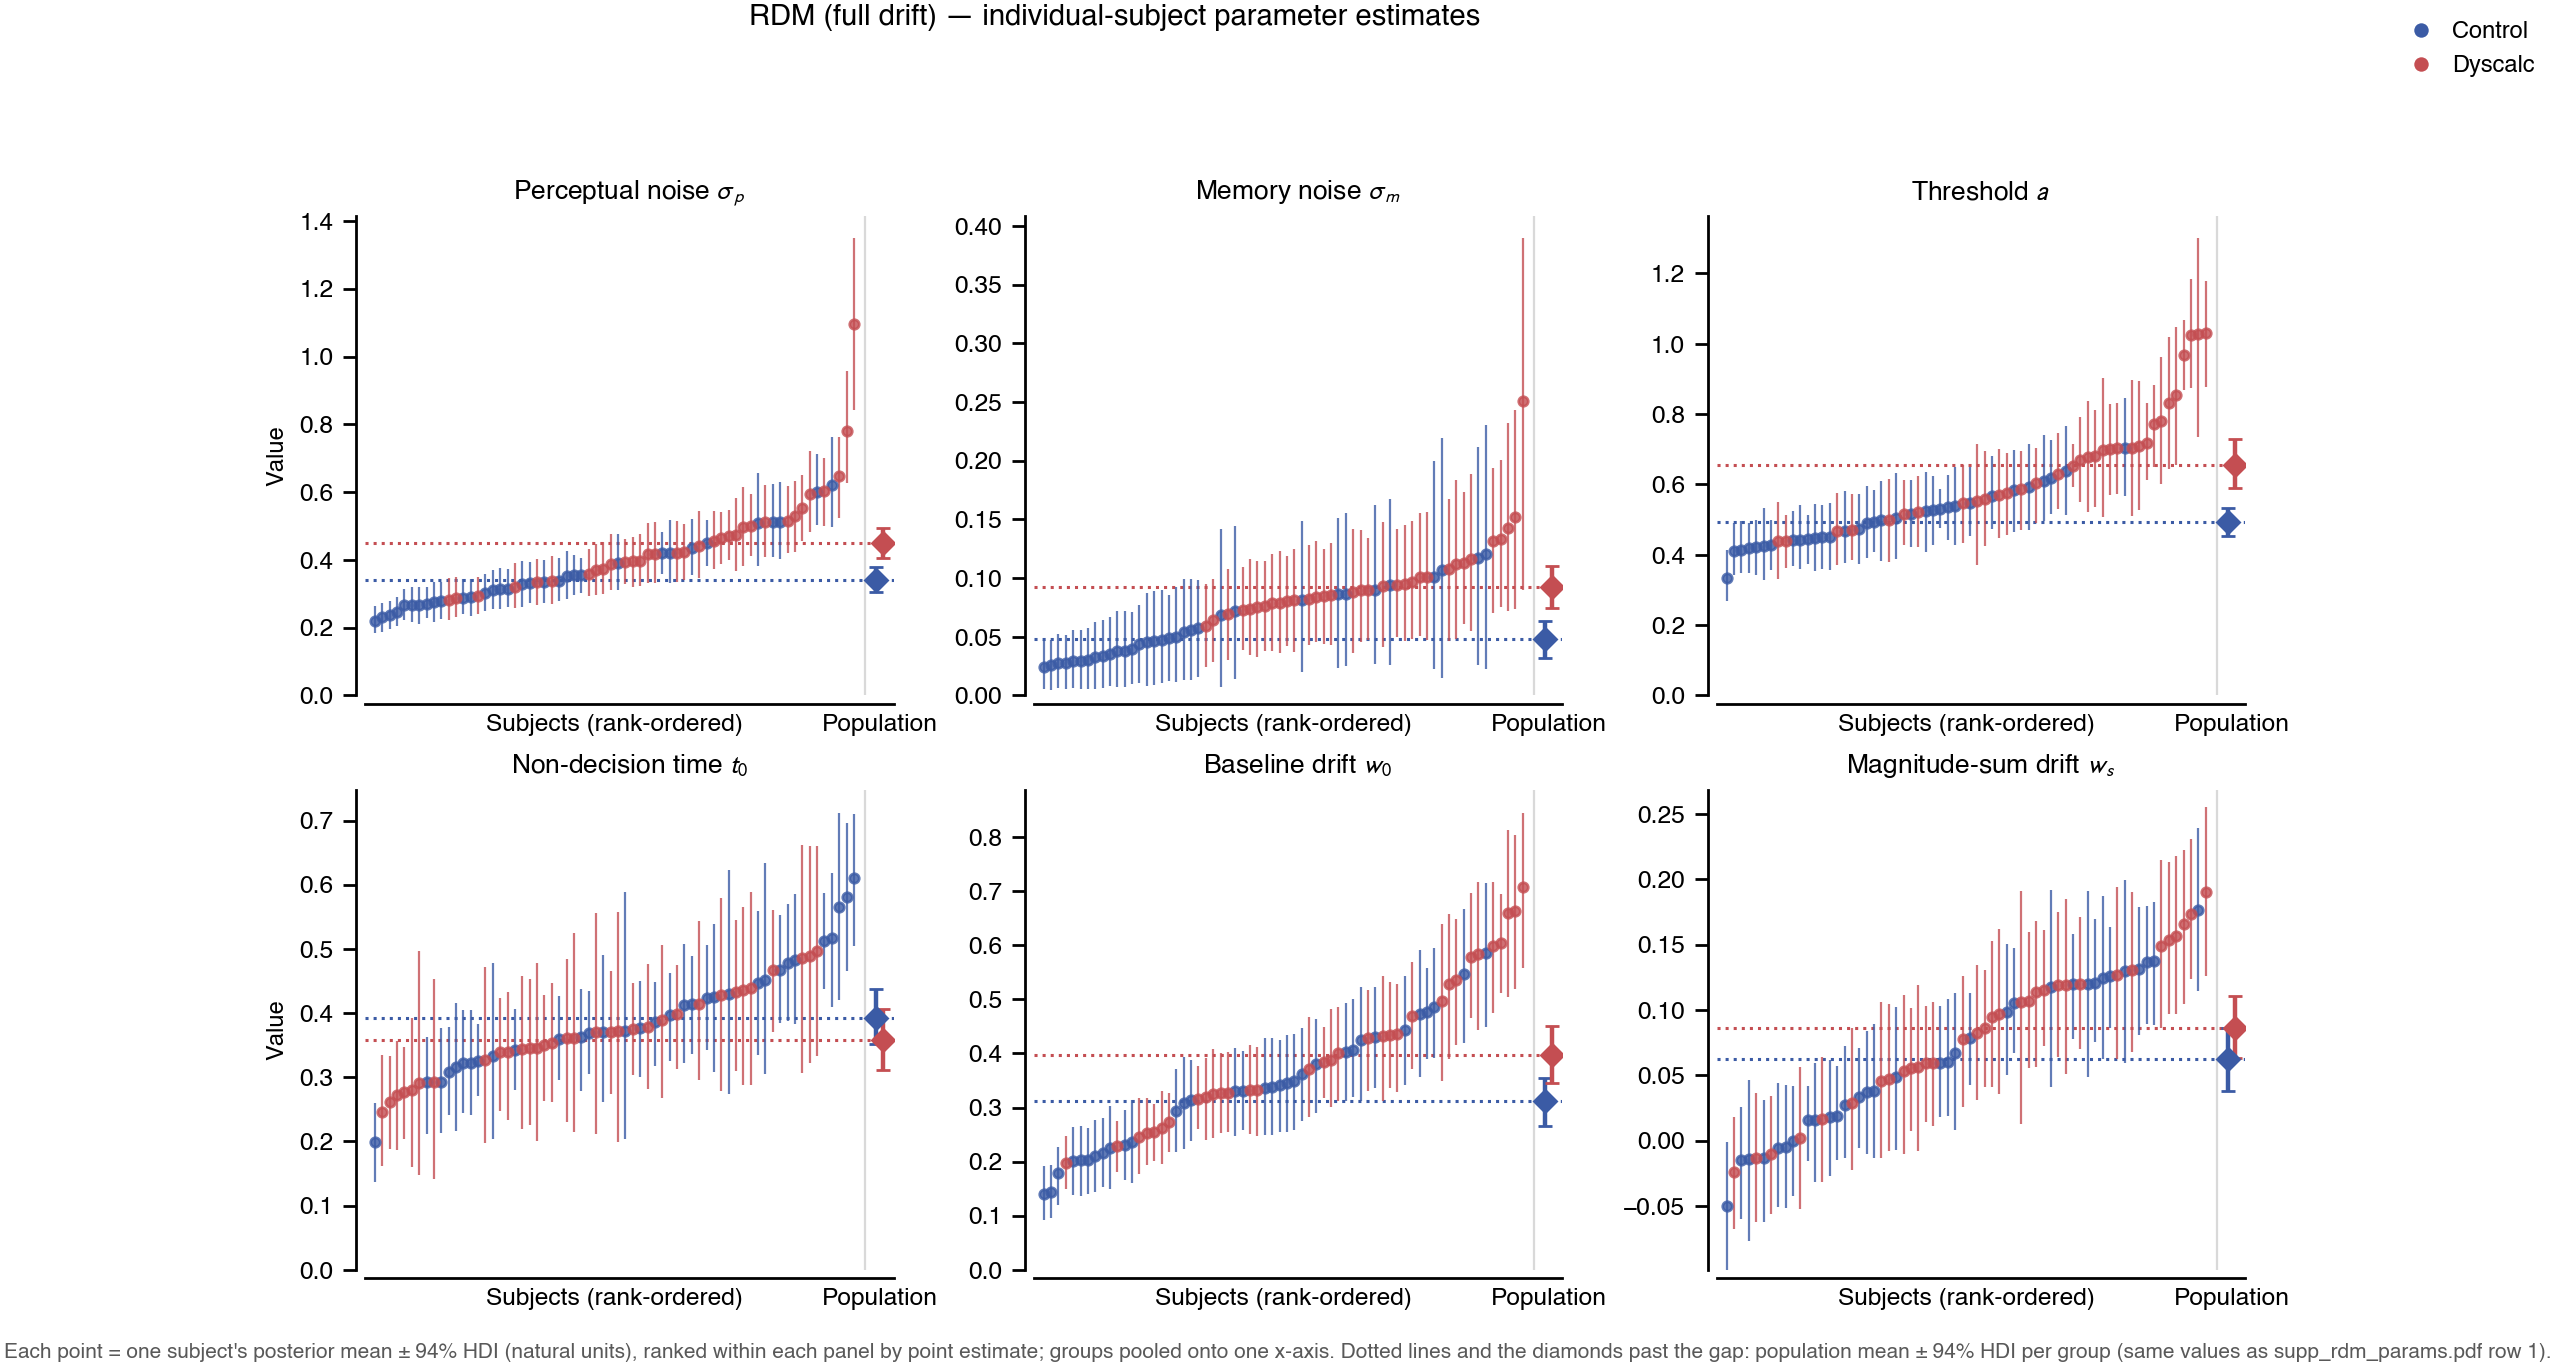 RDM (full drift) — individual-subject parameter estimates
Control
Dyscalc
Perceptual noise σp
1.4
1.2
1.0
0.8
0.6
0.4
0.2
0.0
Value
Subjects (rank-ordered)
Population
Memory noise σm
0.40
0.35
0.30
0.25
0.20
0.15
0.10
0.05
0.00
Subjects (rank-ordered)
Population
Threshold a
1.2
1.0
0.8
0.6
0.4
0.2
0.0
Subjects (rank-ordered)
Population
Non-decision time t0
0.7
0.6
0.5
0.4
0.3
0.2
0.1
0.0
Value
Subjects (rank-ordered)
Population
Baseline drift w0
0.8
0.7
0.6
0.5
0.4
0.3
0.2
0.1
0.0
Subjects (rank-ordered)
Population
Magnitude-sum drift ws
0.25
0.20
0.15
0.10
0.05
0.00
−0.05
Subjects (rank-ordered)
Population
Each point = one subject's posterior mean ± 94% HDI (natural units), ranked within each panel by point estimate; groups pooled onto one x-axis. Dotted lines and the diamonds past the gap: population mean ± 94% HDI per group (same values as supp_rdm_params.pdf row 1).